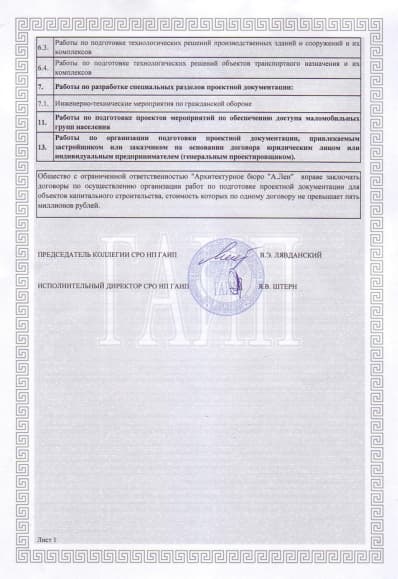 6.3. Работы по подготовке технологических решений производственных зданий и сооружений и их
комплексов
6.4. Работы по подготовке технологических решений объектов транспортного назначения и их
комплексов
7. Работы по разработке специальных разделов проектной документации:
7.1. Инженерно-технические мероприятия по гражданской обороне
11. Работы по подготовке проектов мероприятий по обеспечению доступа маломобильных
групп населения
13. Работы по организации подготовки проектной документации, привлекаемым
застройщиком или заказчиком на основании договора юридическим лицом или
индивидуальным предпринимателем (генеральным проектировщиком).
Общество с ограниченной ответственностью "Архитектурное бюро "А.Лен" вправе заключать
договоры по осуществлению организации работ по подготовке проектной документации для
объектов капитального строительства, стоимость которых по одному договору не превышает пять
миллионов рублей.
ГАИП
ПРЕДСЕДАТЕЛЬ КОЛЛЕГИИ СРО НП ГАИП В.Э. ЛЯВДАНСКИЙ
ИСПОЛНИТЕЛЬНЫЙ ДИРЕКТОР СРО НП ГАИП Я.В. ШТЕРН
Лист 1